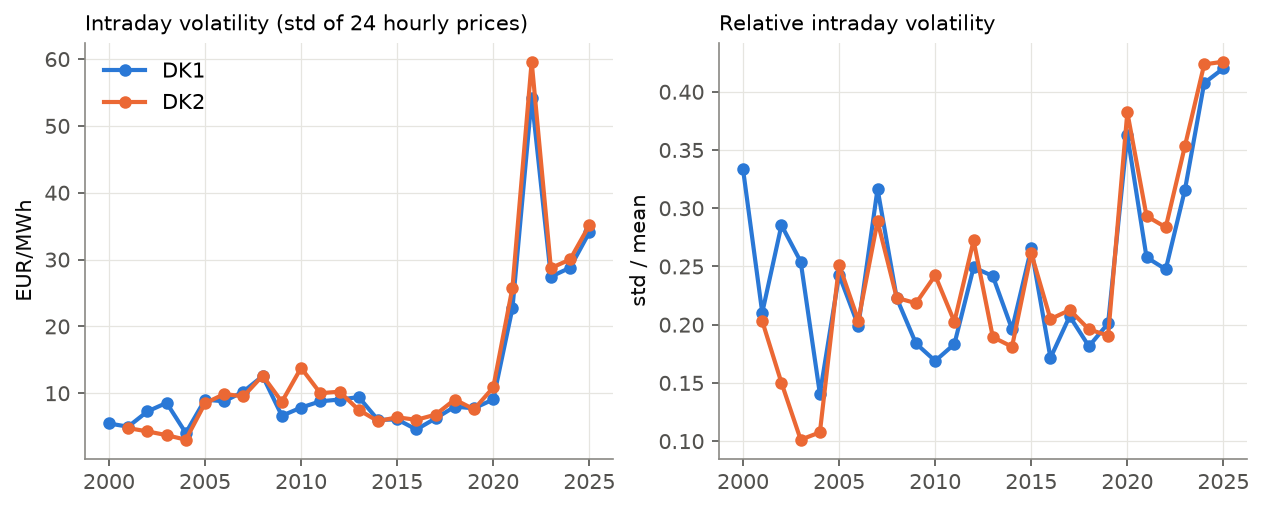 Intraday volatility (std of 24 hourly prices)
EUR/MWh
60
50
40
30
20
10
DK1
DK2
2000 2005 2010 2015 2020 2025
Relative intraday volatility
std / mean
0.40
0.35
0.30
0.25
0.20
0.15
0.10
2000 2005 2010 2015 2020 2025